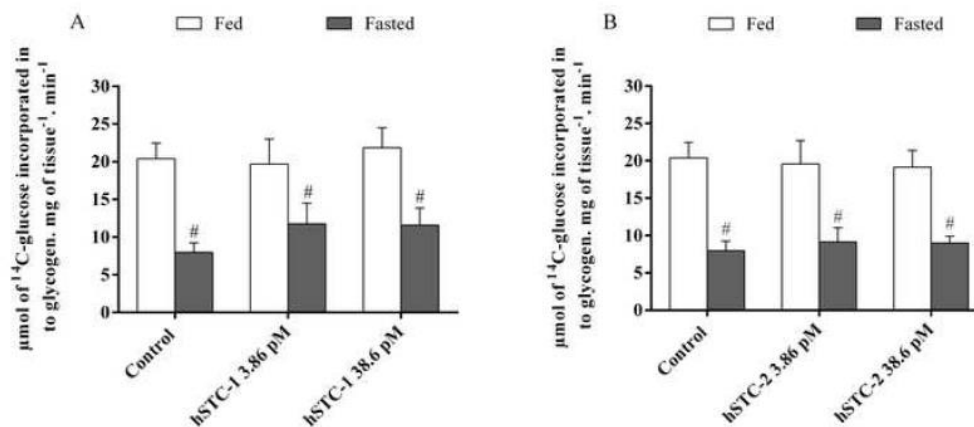 A
Fed
Fasted
µmol of ¹⁴C-glucose incorporated in
to glycogen. mg of tissue⁻¹. min⁻¹
30
25
20
15
10
5
0
#
#
#
Control
hSTC-1 3.86 pM
hSTC-1 38.6 pM
B
Fed
Fasted
µmol of ¹⁴C-glucose incorporated in
to glycogen. mg of tissue⁻¹. min⁻¹
30
25
20
15
10
5
0
#
#
#
Control
hSTC-2 3.86 pM
hSTC-2 38.6 pM